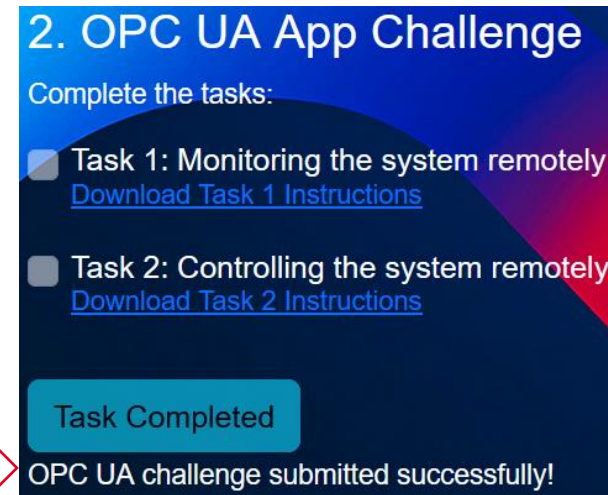 2. OPC UA App Challenge
Complete the tasks:
Task 1: Monitoring the system remotely
Download Task 1 Instructions
Task 2: Controlling the system remotely
Download Task 2 Instructions
Task Completed
OPC UA challenge submitted successfully!